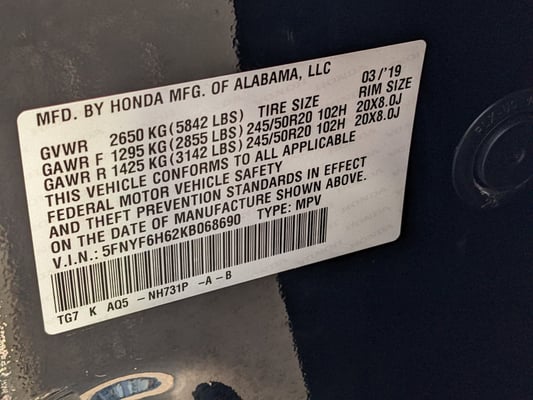 MFD. BY HONDA MFG. OF ALABAMA, LLC
03/'19
TIRE SIZE RIM SIZE
GVWR 2650 KG (5842 LBS)
GAWR F 1295 KG (2855 LBS) 245/50R20 102H 20X8.0J
GAWR R 1425 KG (3142 LBS) 245/50R20 102H 20X8.0J
THIS VEHICLE CONFORMS TO ALL APPLICABLE
FEDERAL MOTOR VEHICLE SAFETY
AND THEFT PREVENTION STANDARDS IN EFFECT
ON THE DATE OF MANUFACTURE SHOWN ABOVE.
V.I.N.: 5FNYF6H62KB068690 TYPE: MPV
TG7 K AQ5 -NH731P -A-B